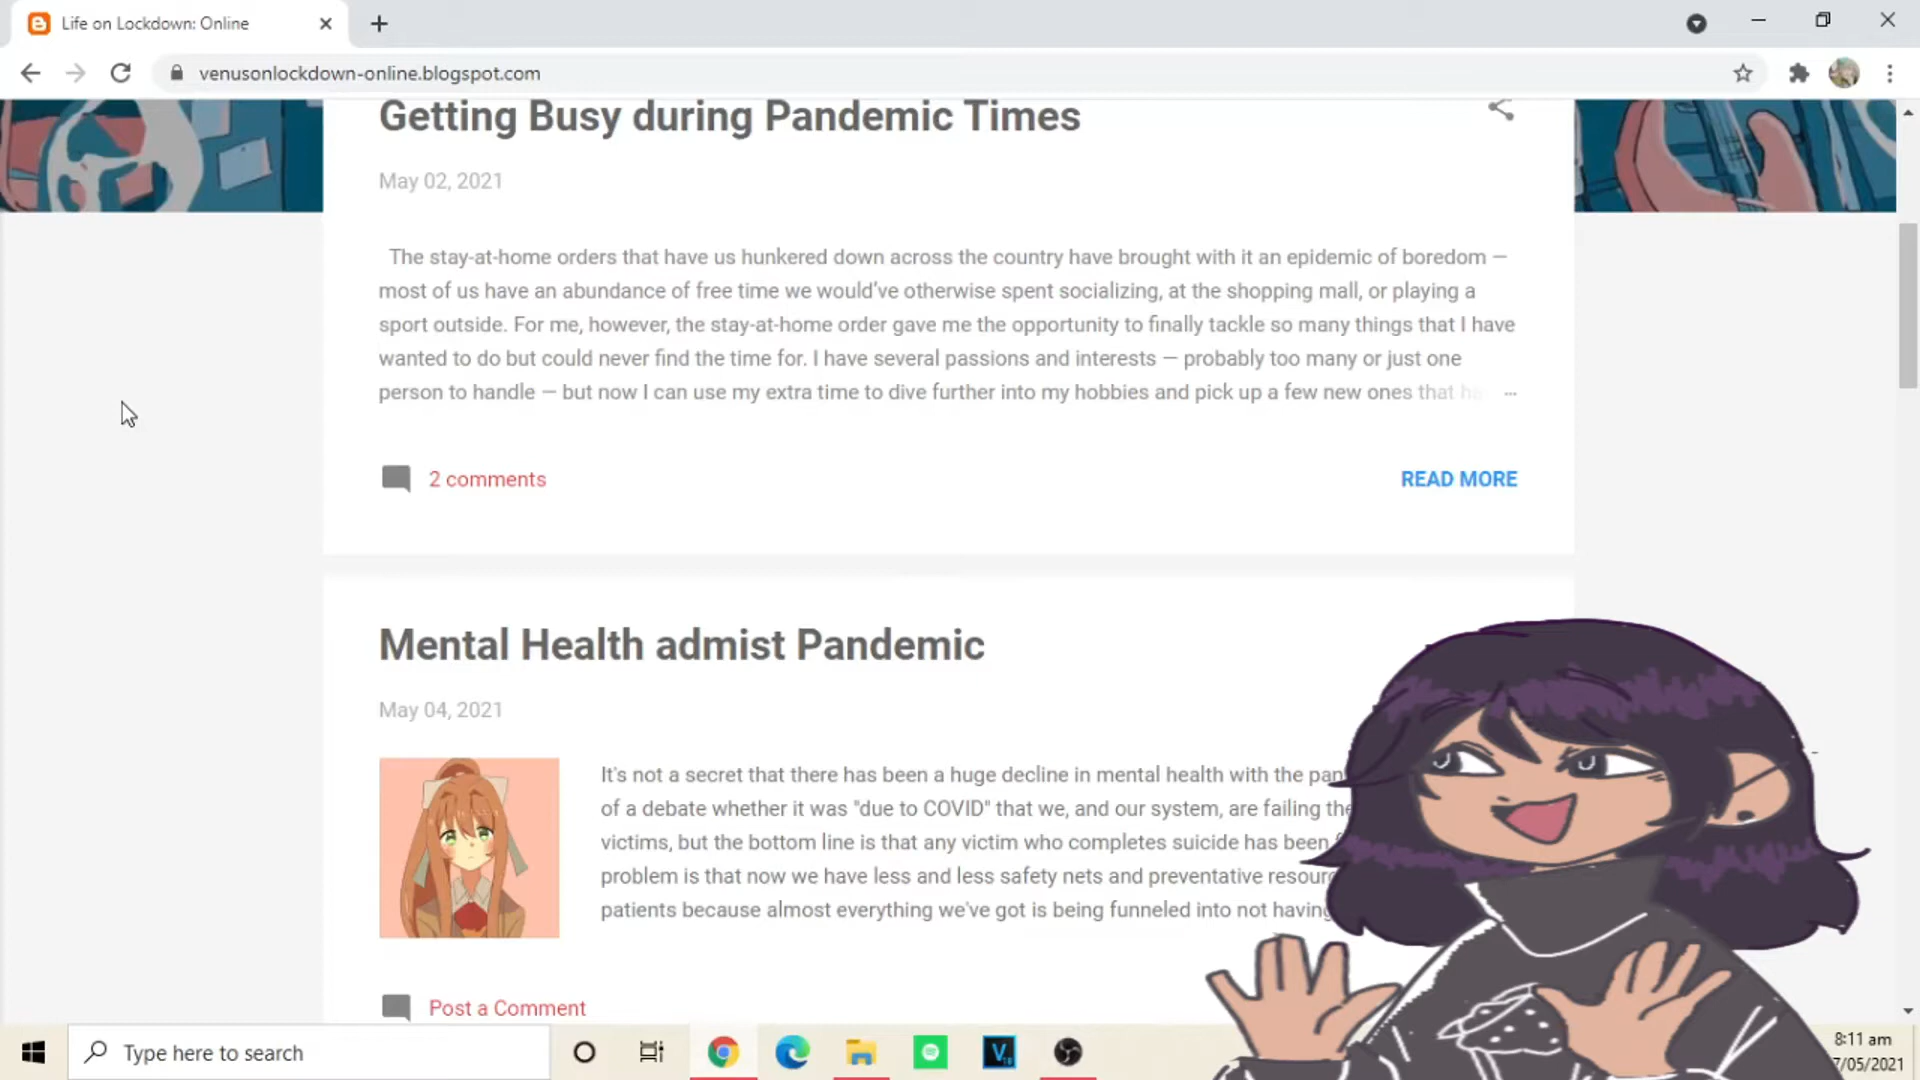 Life on Lockdown: Online
venusonlockdown-online.blogspot.com
Getting Busy during Pandemic Times
May 02, 2021
The stay-at-home orders that have us hunkered down across the country have brought with it an epidemic of boredom —
most of us have an abundance of free time we would've otherwise spent socializing, at the shopping mall, or playing a
sport outside. For me, however, the stay-at-home order gave me the opportunity to finally tackle so many things that I have
wanted to do but could never find the time for. I have several passions and interests — probably too many or just one
person to handle — but now I can use my extra time to dive further into my hobbies and pick up a few new ones that ...
2 comments
READ MORE
Mental Health admist Pandemic
May 04, 2021
It's not a secret that there has been a huge decline in mental health with the
of a debate whether it was "due to COVID" that we, and our system, are failing
victims, but the bottom line is that any victim who completes suicide has been
problem is that now we have less and less safety nets and preventative
patients because almost everything we've got is being funneled into not
Post a Comment
Type here to search
8:11 am
7/05/2021